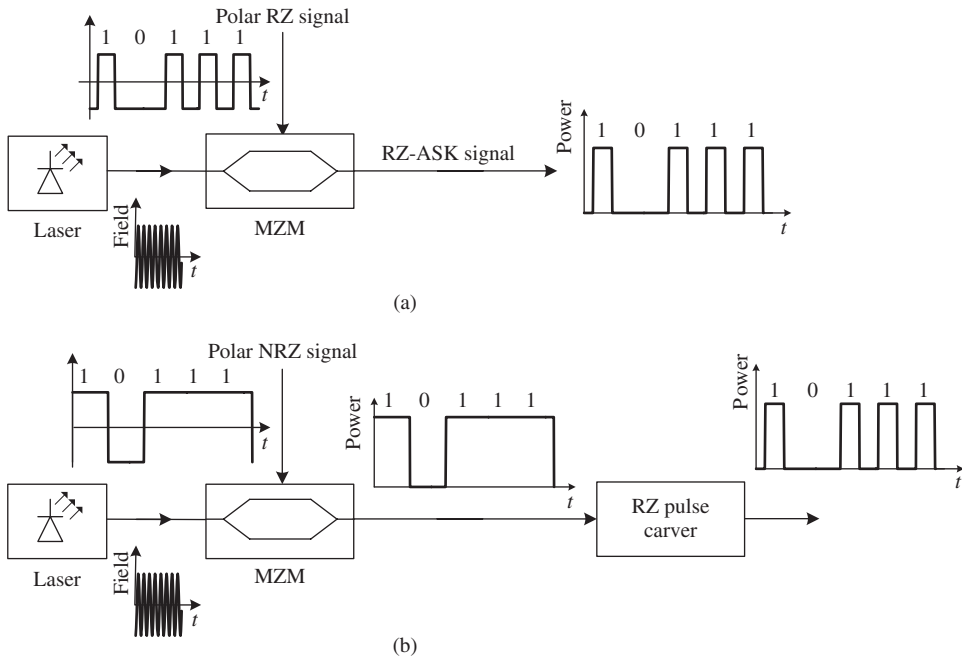 Polar RZ signal
1 0 1 1 1
t
Laser
Field
t
MZM
RZ-ASK signal
Power
1 0 1 1 1
t
(a)
Polar NRZ signal
1 0 1 1 1
t
Laser
Field
t
MZM
Power
1 0 1 1 1
t
RZ pulse
carver
Power
1 0 1 1 1
t
(b)